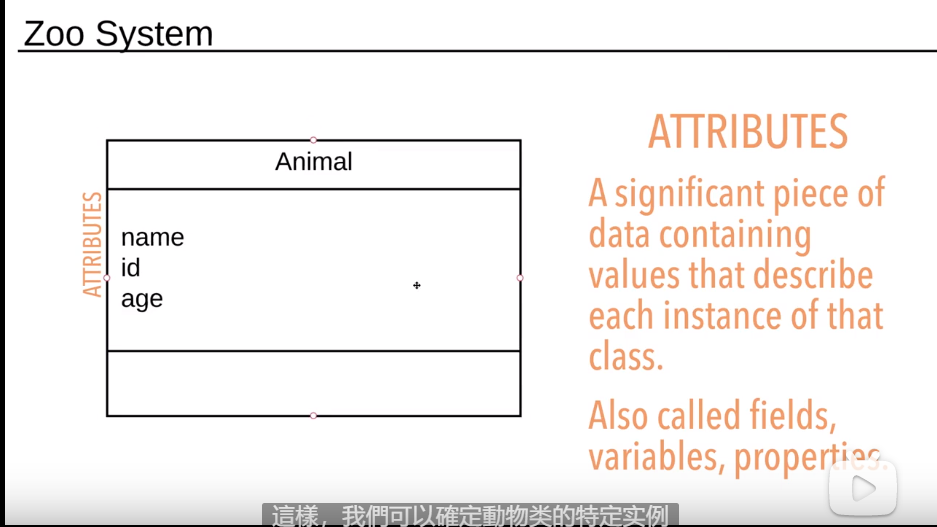 Zoo System
Animal
ATTRIBUTES
name
id
age
ATTRIBUTES
A significant piece of
data containing
values that describe
each instance of that
class.
Also called fields,
variables, properties.
這樣，我們可以確定動物类的特定实例